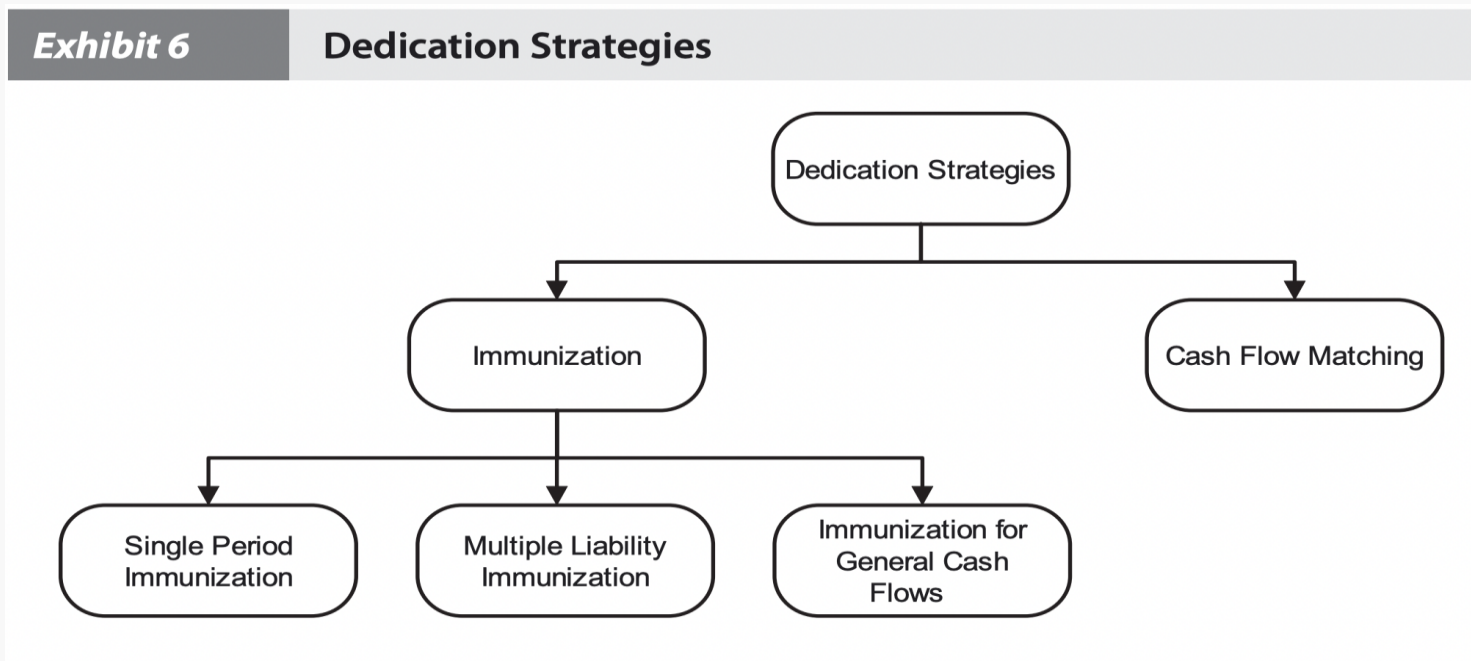 Exhibit 6
Dedication Strategies
Dedication Strategies
Immunization
Cash Flow Matching
Single Period
Immunization
Multiple Liability
Immunization
Immunization for
General Cash
Flows